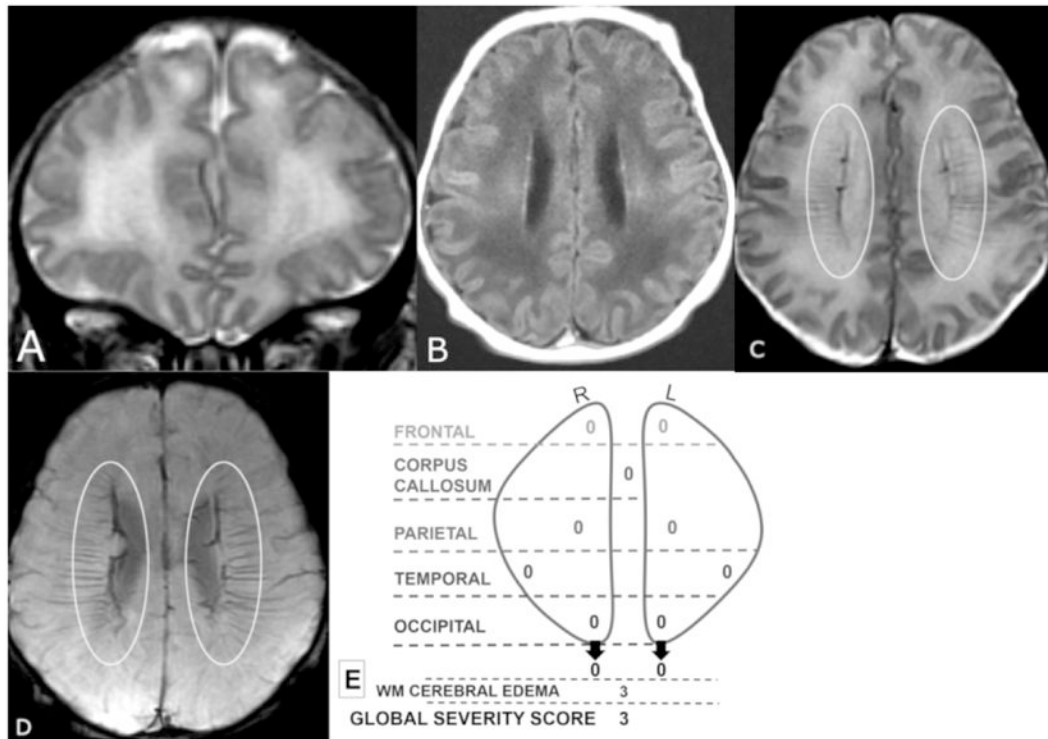 A
B
C
D
R L
FRONTAL 0 0
CORPUS
CALLOSUM 0
PARIETAL 0 0
TEMPORAL 0 0
OCCIPITAL 0 0
0 0
E
WM CEREBRAL EDEMA 3
GLOBAL SEVERITY SCORE 3